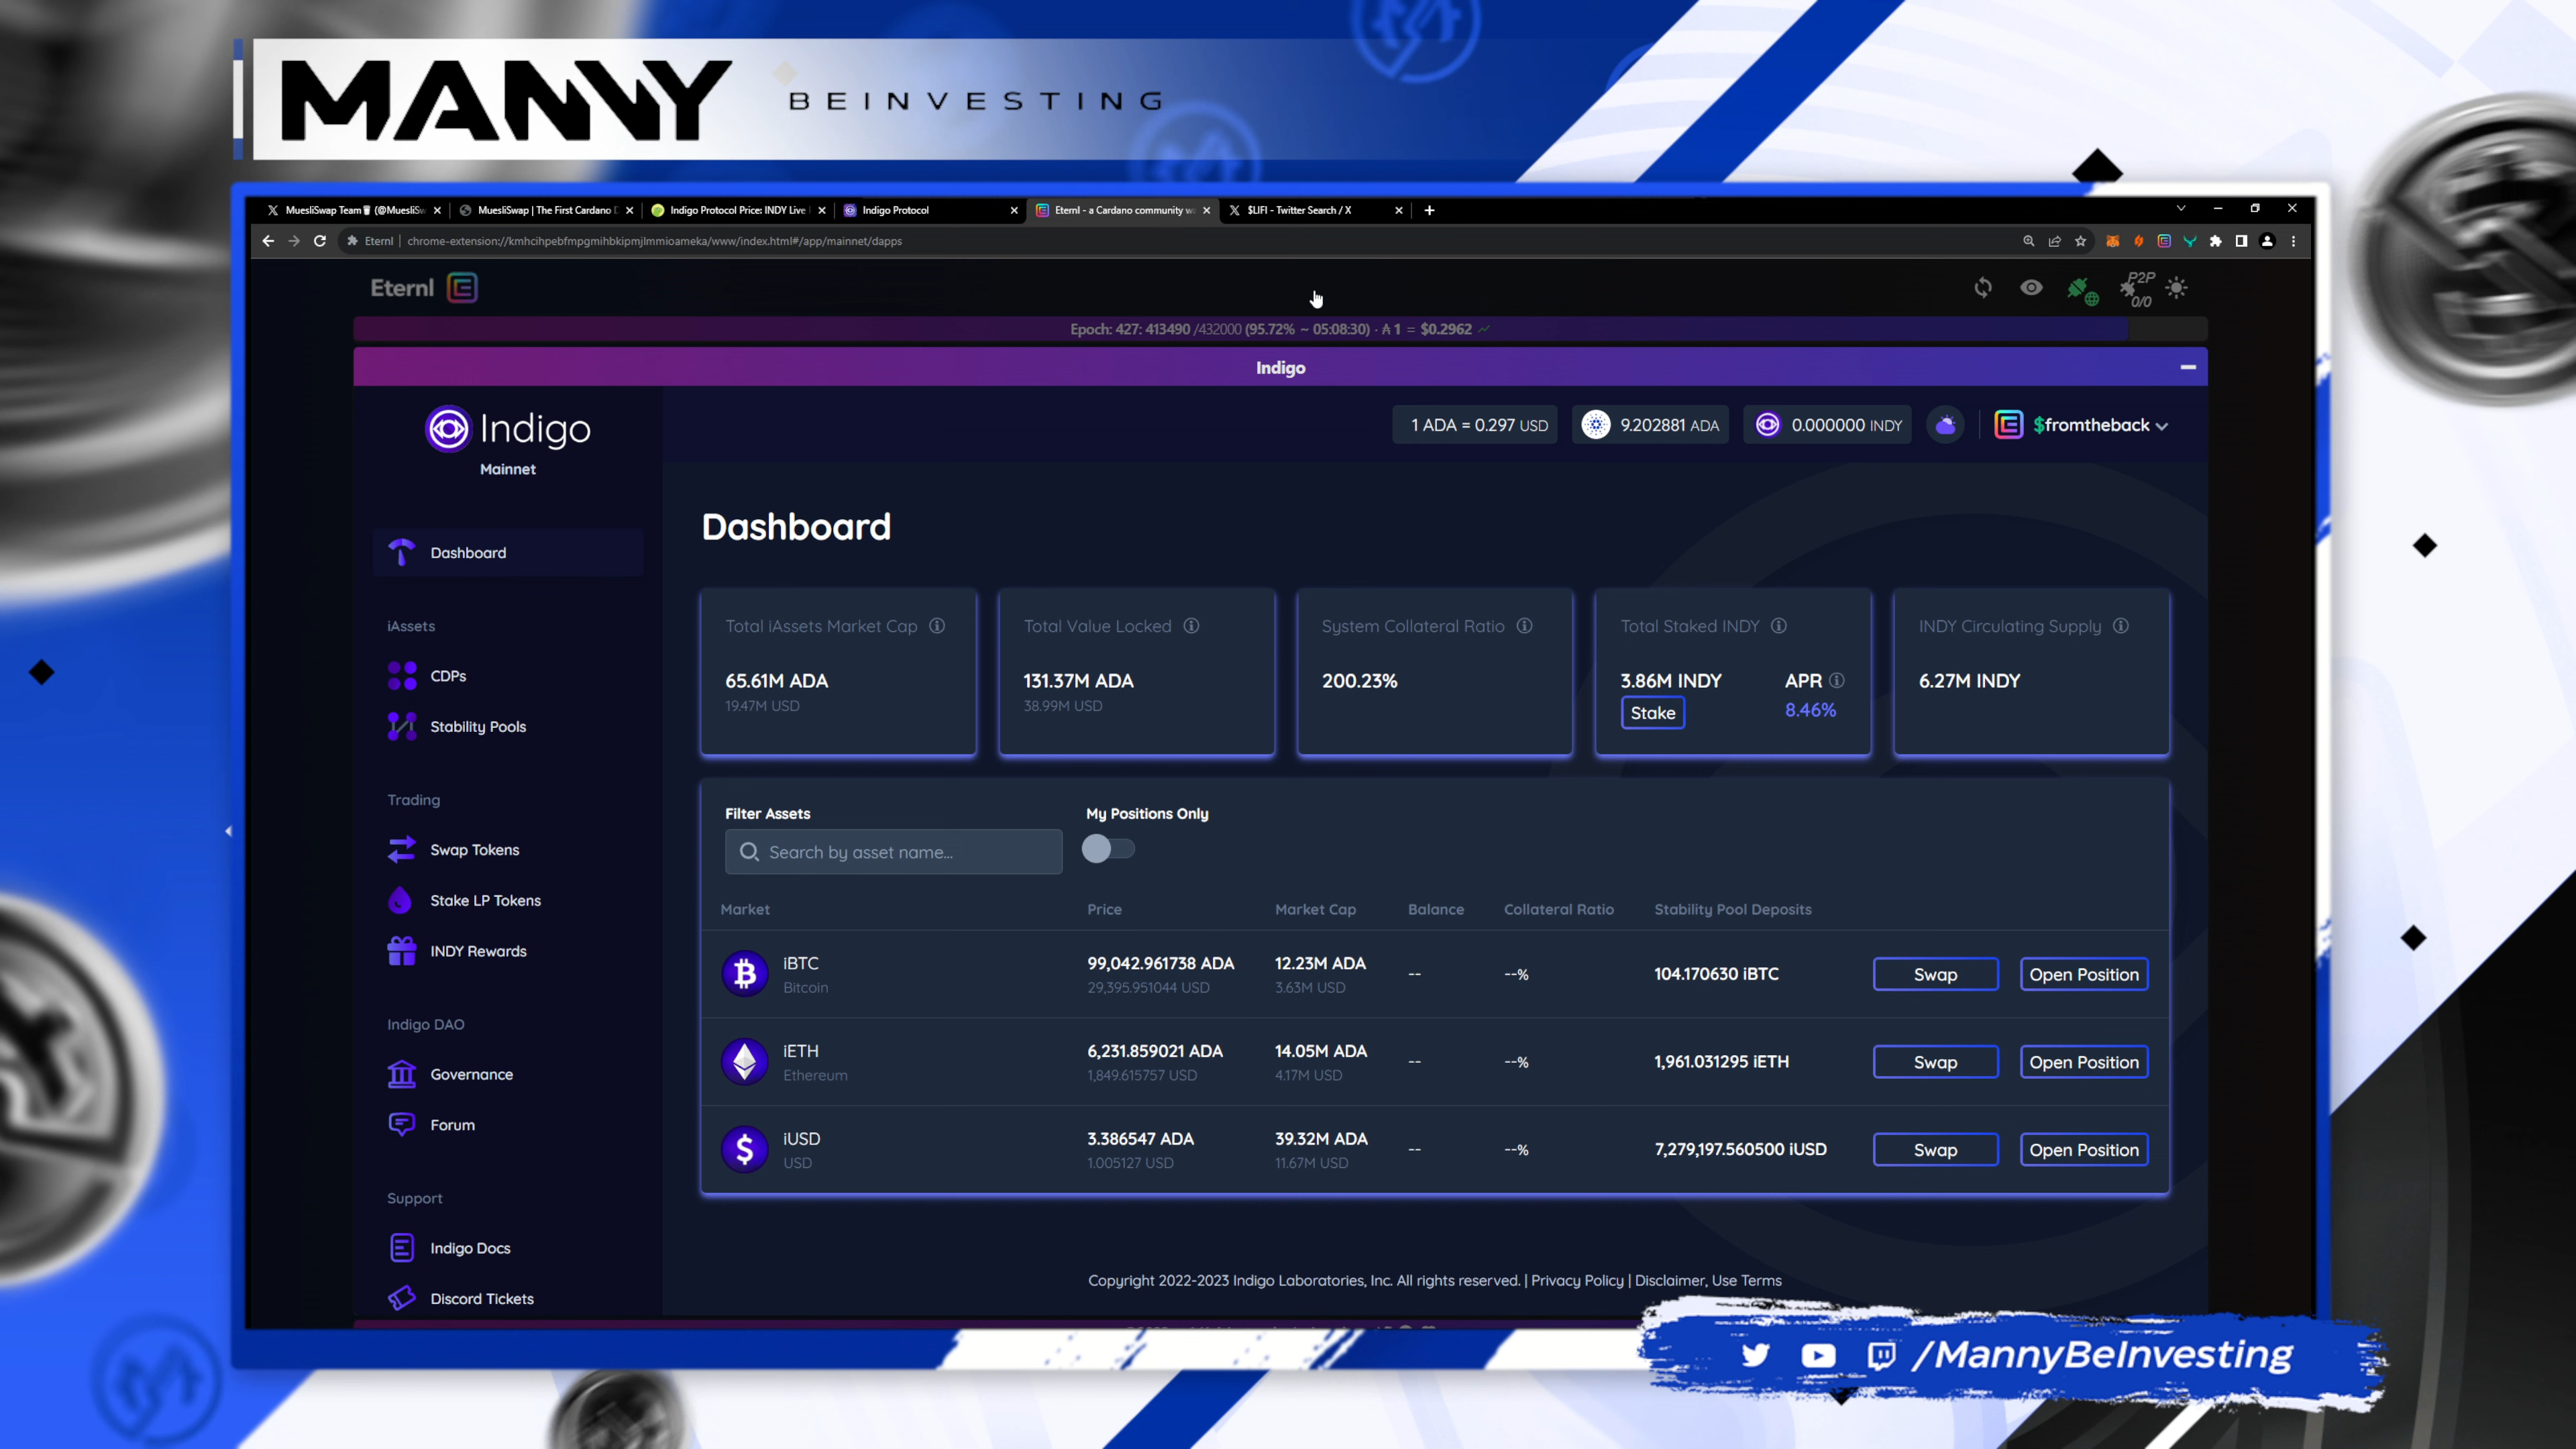 MANNY
BEINVESTING
MuesliSwap Team (@MuesliSw
MuesliSwap | The First Cardano D
Indigo Protocol Price: INDY Live
Indigo Protocol
Eternl - a Cardano community w
$LIFI - Twitter Search / X
Eternl
chrome-extension://kmhcihpebfmpgmihbkipmjlmmioameka/www/index.html#/app/mainnet/dapps
Eternl
P2P
0/0
Epoch: 427: 413490 /432000 (95.72% ~ 05:08:30) · ₳ 1 = $0.2962
Indigo
Indigo
Mainnet
1 ADA = 0.297 USD
9.202881 ADA
0.000000 INDY
$fromtheback
Dashboard
iAssets
CDPs
Stability Pools
Trading
Swap Tokens
Stake LP Tokens
INDY Rewards
Indigo DAO
Governance
Forum
Support
Indigo Docs
Discord Tickets
Dashboard
Total iAssets Market Cap
65.61M ADA
19.47M USD
Total Value Locked
131.37M ADA
38.99M USD
System Collateral Ratio
200.23%
Total Staked INDY
3.86M INDY
Stake
APR
8.46%
INDY Circulating Supply
6.27M INDY
Filter Assets
Search by asset name...
My Positions Only
Market Price Market Cap Balance Collateral Ratio Stability Pool Deposits
iBTC 99,042.961738 ADA 12.23M ADA -- --% 104.170630 iBTC Swap Open Position
Bitcoin 29,395.951044 USD 3.63M USD
iETH 6,231.859021 ADA 14.05M ADA -- --% 1,961.031295 iETH Swap Open Position
Ethereum 1,849.615757 USD 4.17M USD
iUSD 3.386547 ADA 39.32M ADA -- --% 7,279,197.560500 iUSD Swap Open Position
USD 1.005127 USD 11.67M USD
Copyright 2022-2023 Indigo Laboratories, Inc. All rights reserved. | Privacy Policy | Disclaimer, Use Terms
/MannyBeInvesting